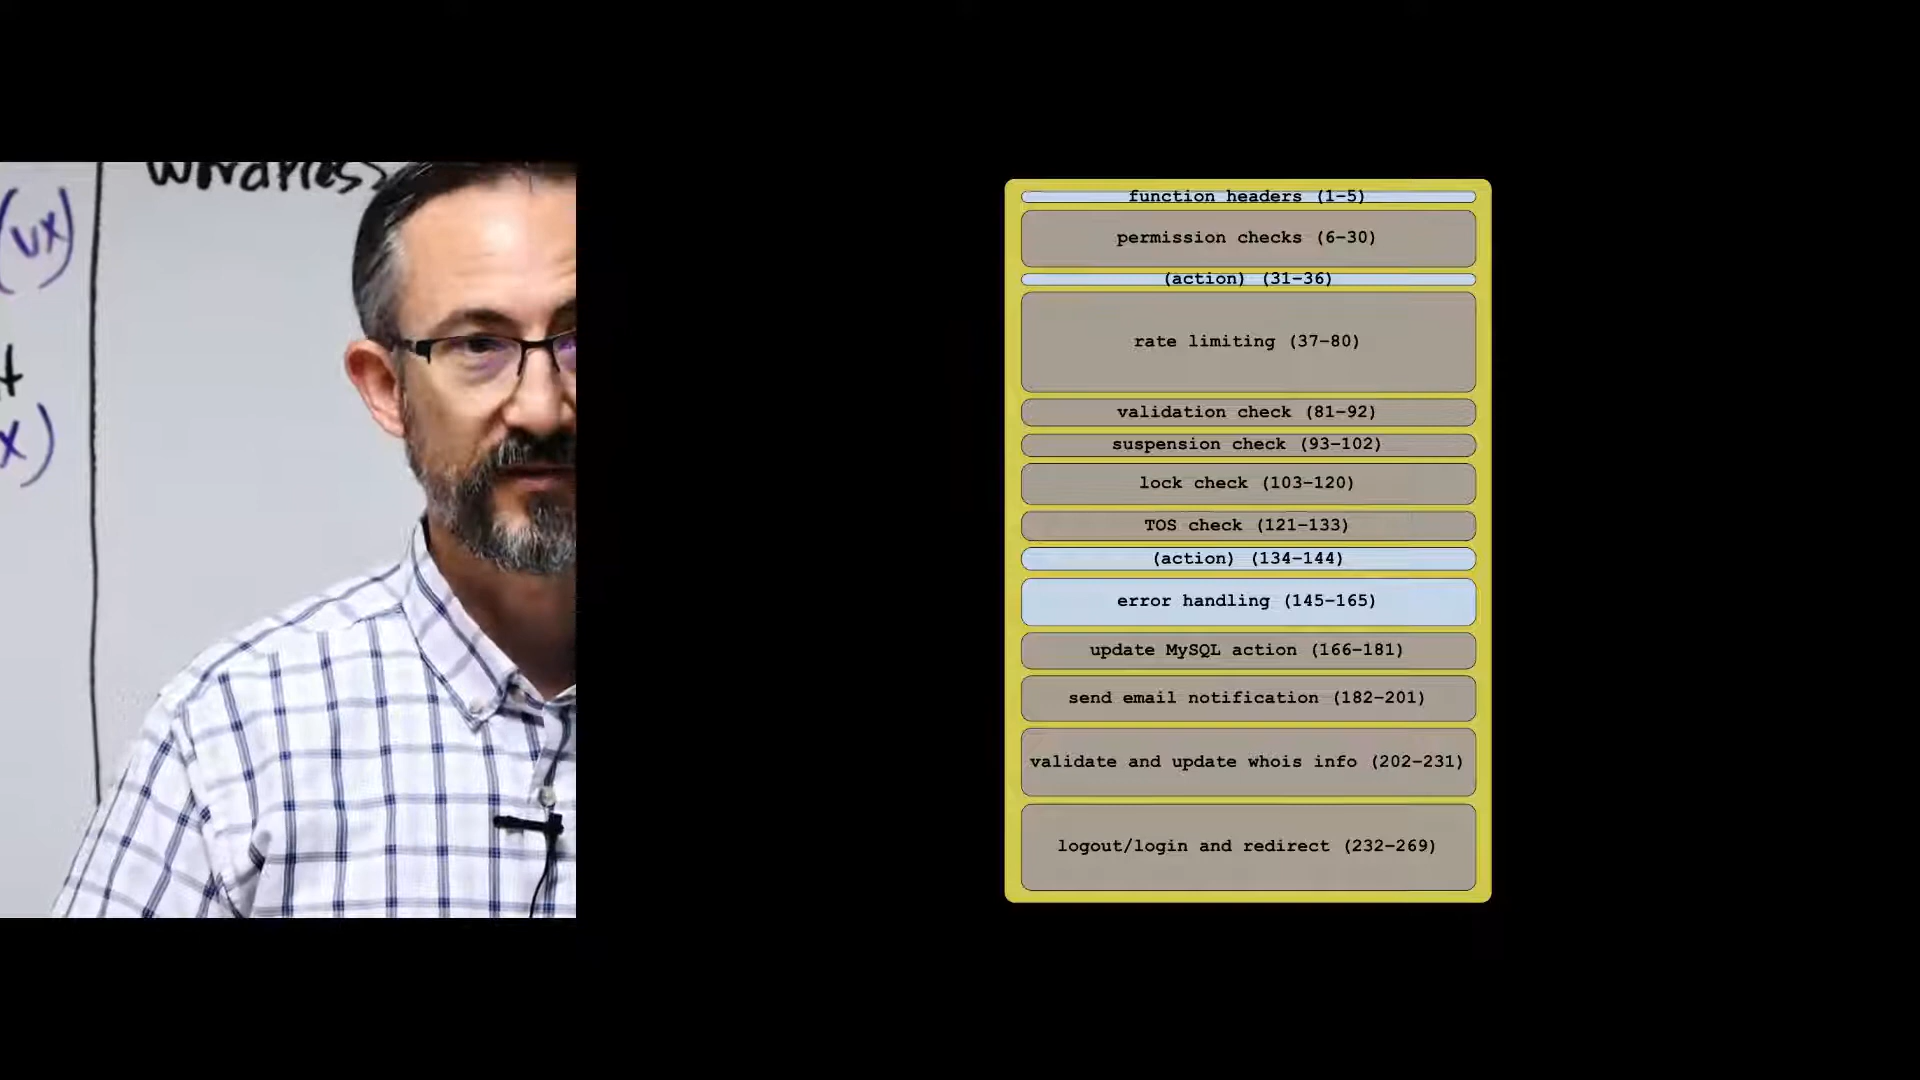 WordPress
(UX)
function headers (1-5)
permission checks (6-30)
(action) (31-36)
rate limiting (37-80)
validation check (81-92)
suspension check (93-102)
lock check (103-120)
TOS check (121-133)
(action) (134-144)
error handling (145-165)
update MySQL action (166-181)
send email notification (182-201)
validate and update whois info (202-231)
logout/login and redirect (232-269)